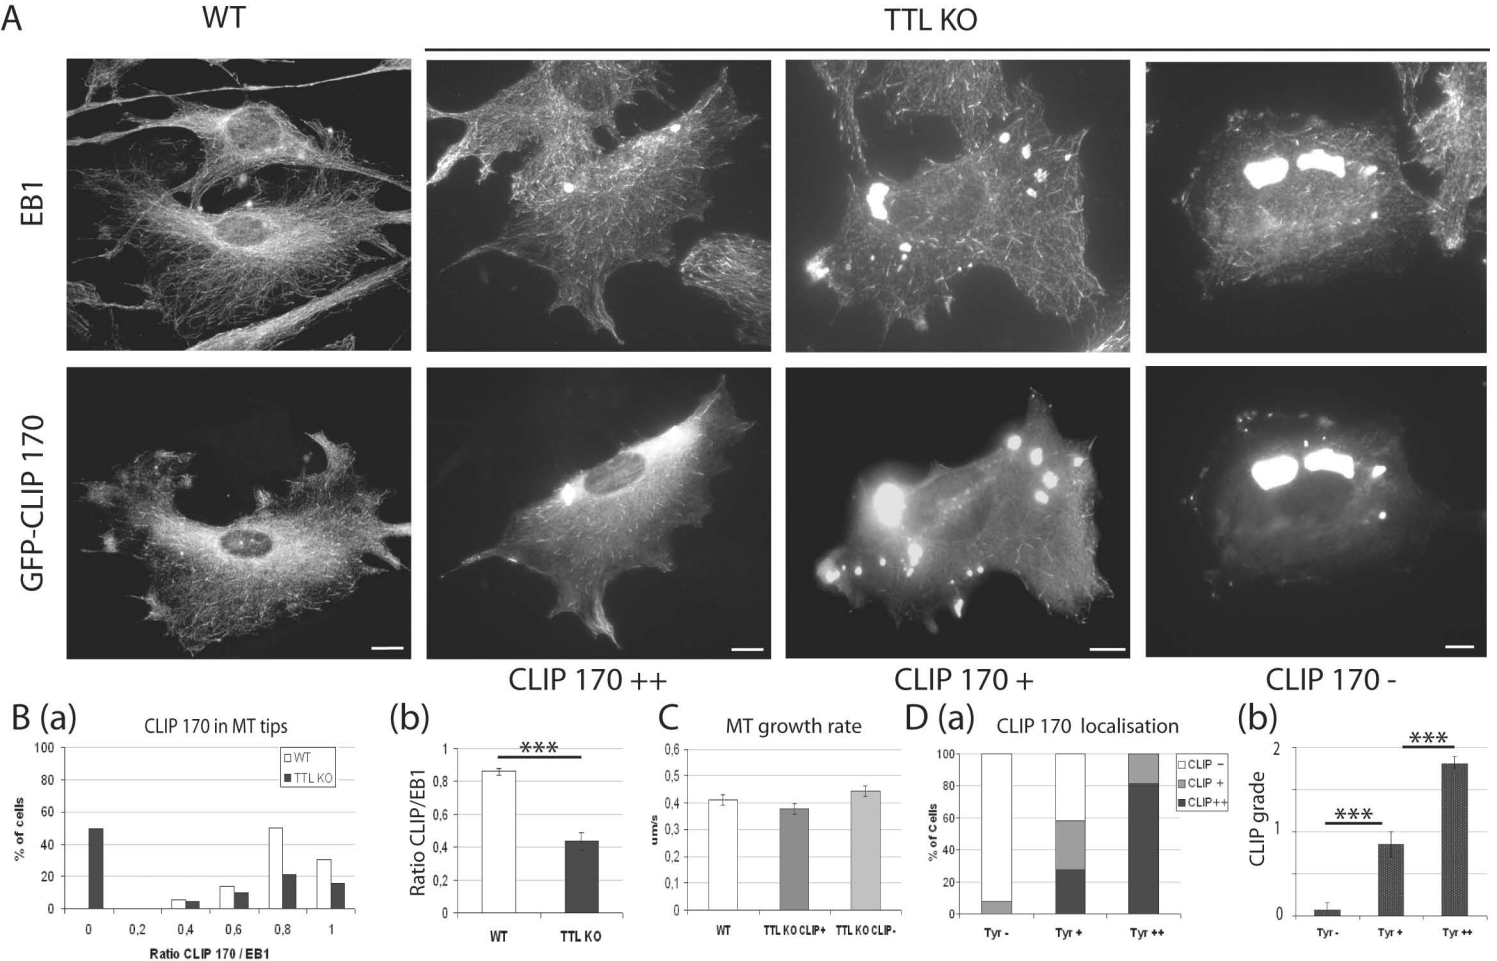 A
WT
TTL KO
EB1
GFP-CLIP 170
CLIP 170 ++
CLIP 170 +
CLIP 170 -
B (a)
CLIP 170 in MT tips
% of cells
100
80
60
40
20
0
0 0,2 0,4 0,6 0,8 1
Ratio CLIP 170 / EB1
WT
TTL KO
(b)
Ratio CLIP/EB1
1
0,8
0,6
0,4
0,2
0
***
WT TTL KO
C
MT growth rate
um/s
0,6
0,5
0,4
0,3
0,2
0,1
0
WT TTL KO CLIP+ TTL KO CLIP-
D (a)
CLIP 170 localisation
% of Cells
100
80
60
40
20
0
Tyr - Tyr + Tyr ++
CLIP -
CLIP +
CLIP++
(b)
CLIP grade
2
1
0
***
***
Tyr - Tyr + Tyr ++